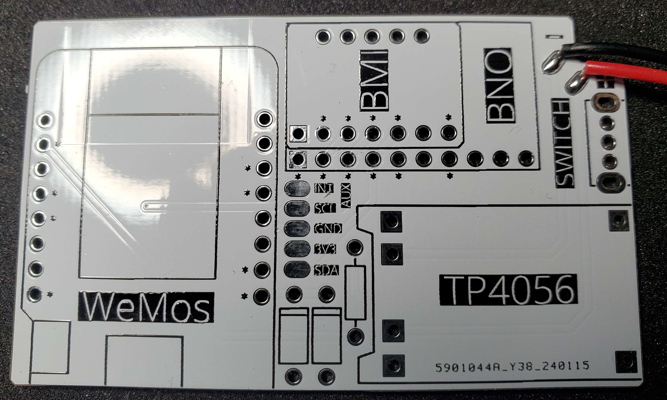 BMI
BNO
SWITCH
INT
AUX
SCL
GND
3V3
SDA
WeMos
TP4056
5901044A_Y38_240115